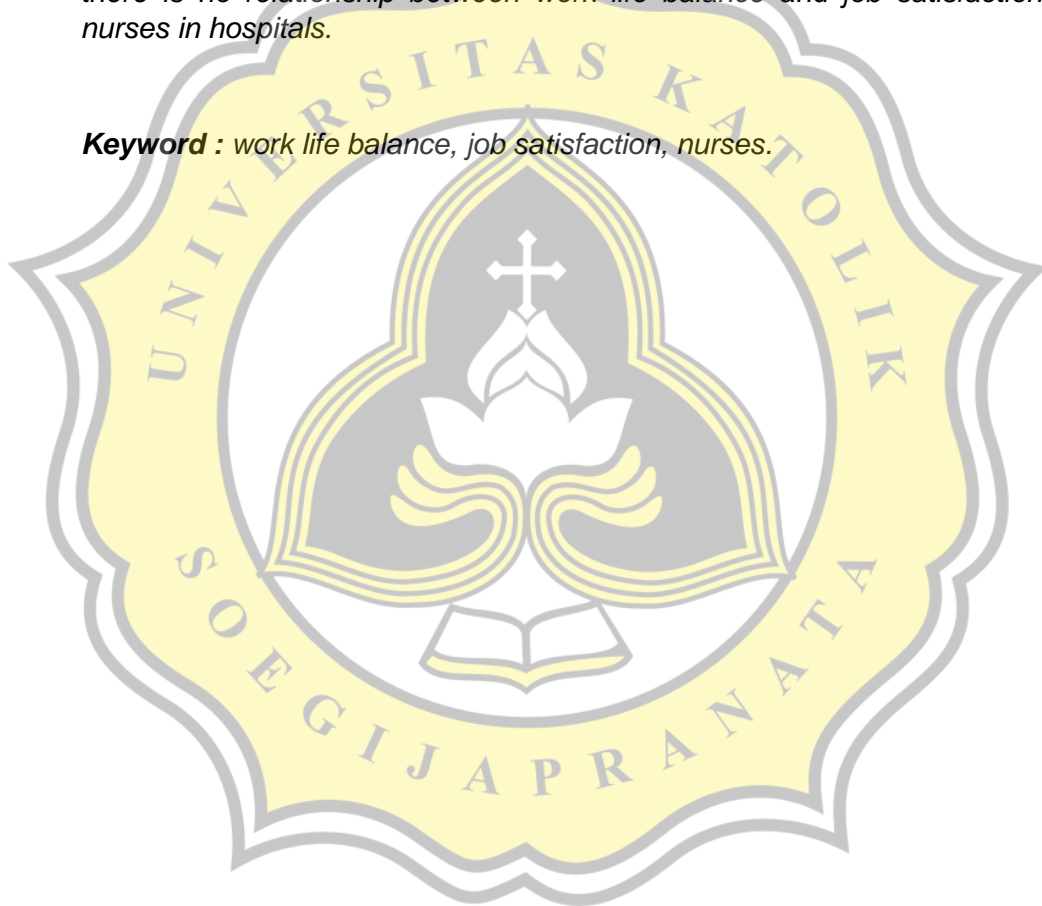 there is no relationship between work life balance and job satisfaction
nurses in hospitals.
Keyword : work life balance, job satisfaction, nurses.
UNIVERSITAS KATOLIK
SOEGIJAPRANATA